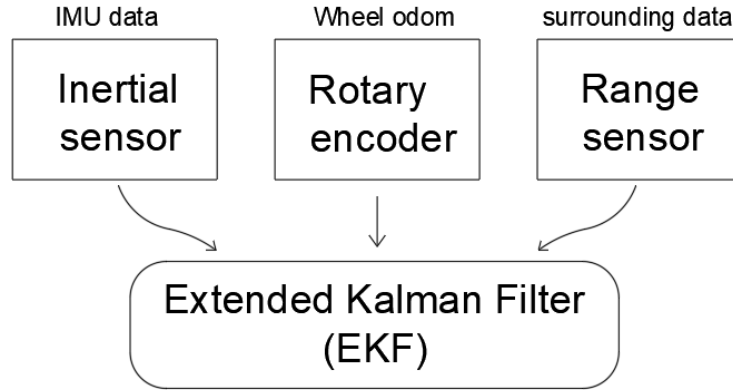 IMU data
Wheel odom
surrounding data
Inertial
sensor
Rotary
encoder
Range
sensor
Extended Kalman Filter
(EKF)